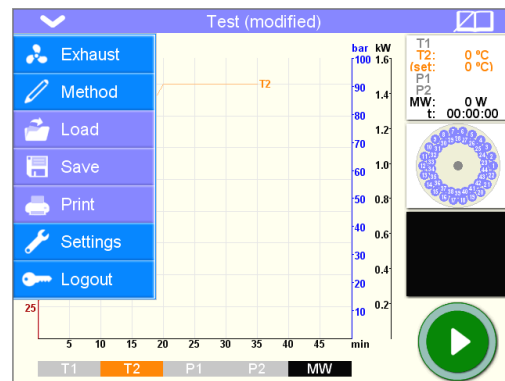 Test (modified)
Exhaust
Method
Load
Save
Print
Settings
Logout
bar kW
100 1.6
90
1.4
80
1.2
70
60 1.0
50 0.8
40
0.6
30
0.4
20
0.2
10
T2
25
5 10 15 20 25 30 35 40 45 min
T1 T2 P1 P2 MW
T1
T2: 0 °C
(set: 0 °C)
P1
P2
MW: 0 W
t: 00:00:00